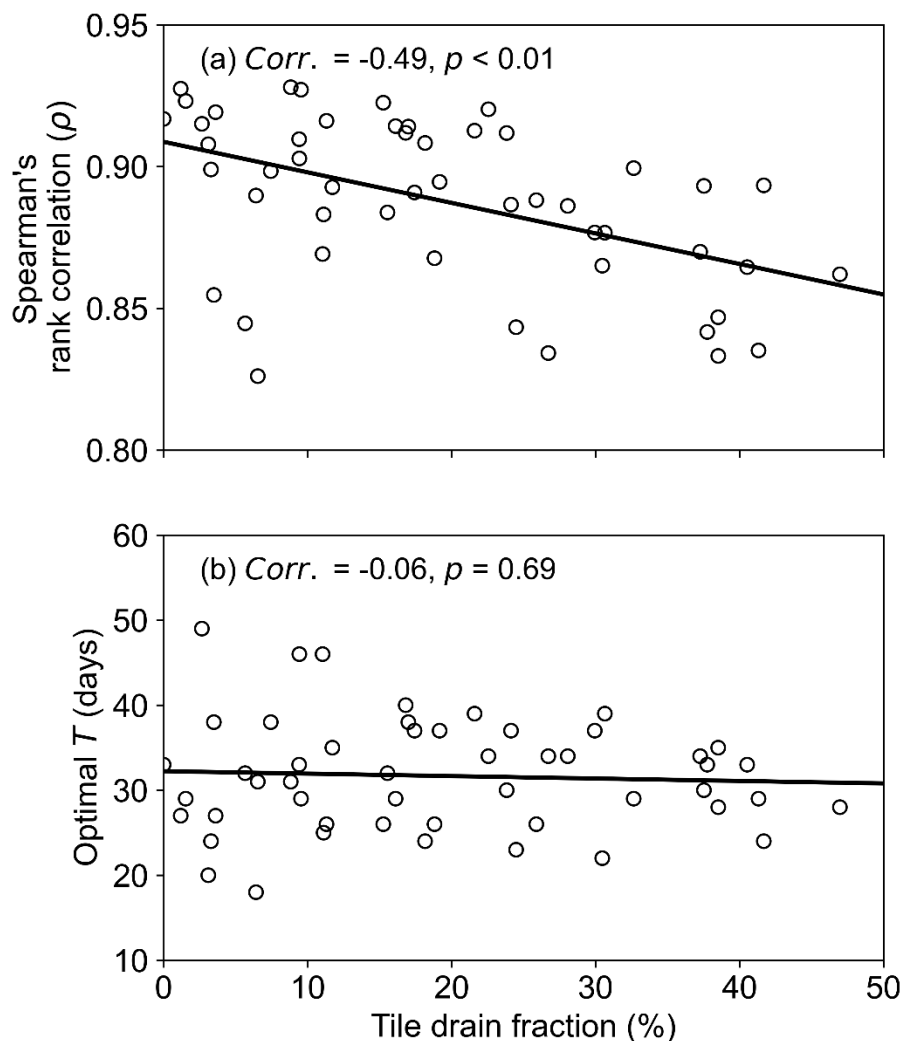 0.95
(a) Corr. = -0.49, p < 0.01
0.90
0.85
0.80
Spearman's
rank correlation (ρ)
60
(b) Corr. = -0.06, p = 0.69
50
40
30
20
10
Optimal T (days)
0 10 20 30 40 50
Tile drain fraction (%)